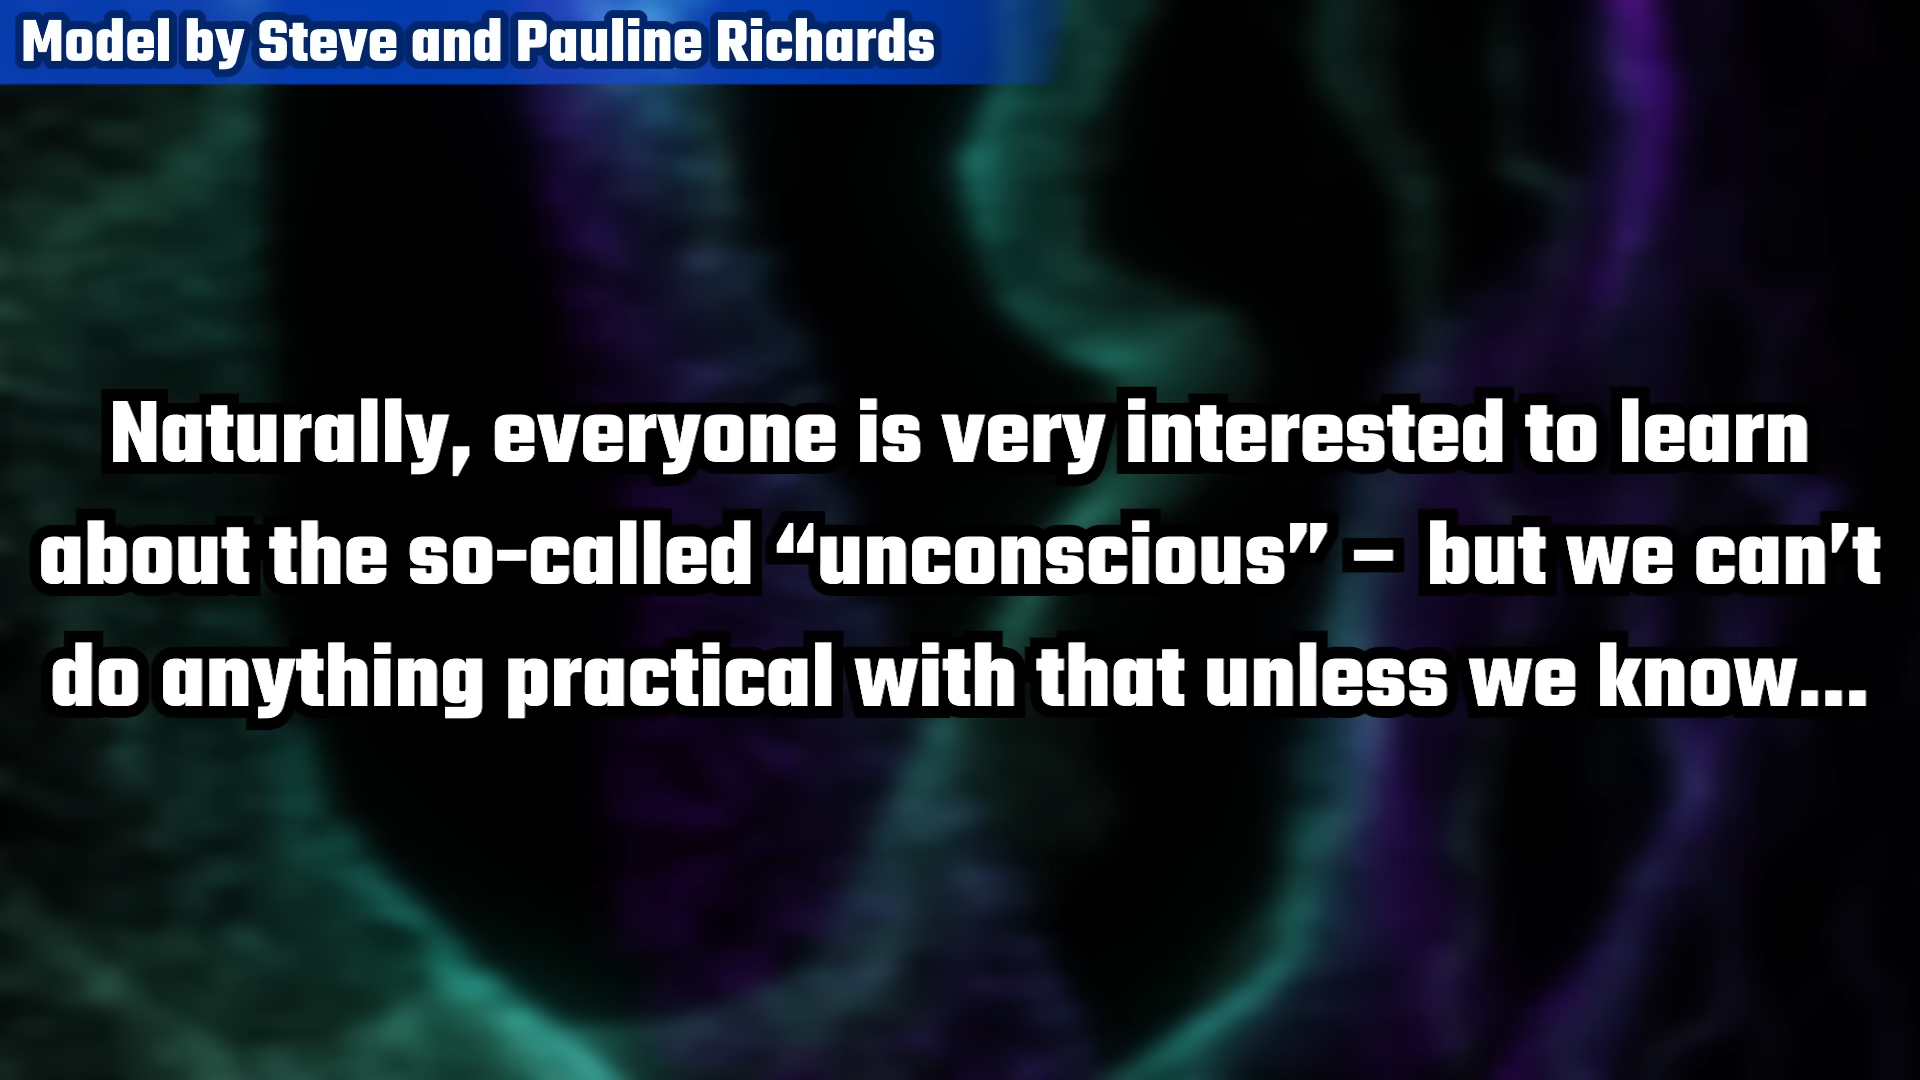 Model by Steve and Pauline Richards
Naturally, everyone is very interested to learn
about the so-called “unconscious” – but we can’t
do anything practical with that unless we know...